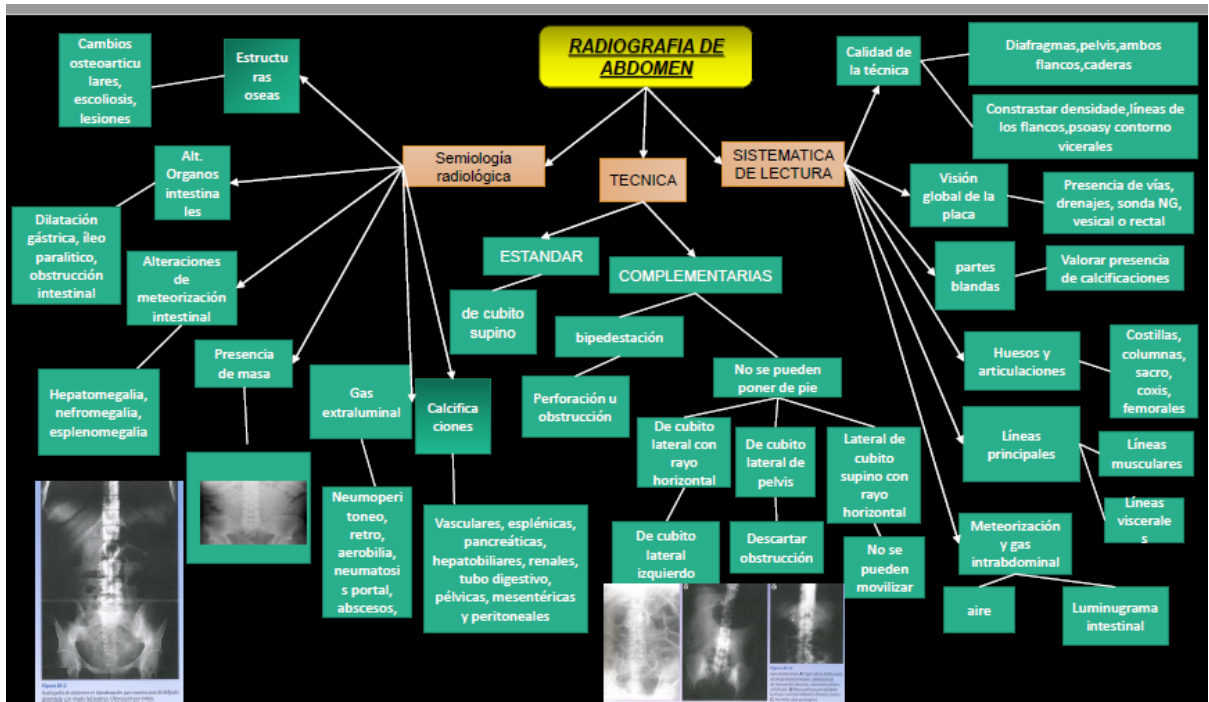 RADIOGRAFIA DE
ABDOMEN
Cambios
osteoarticu
lares,
escoliosis,
lesiones
Estructu
ras
oseas
Alt.
Organos
intestina
les
Dilatación
gástrica, íleo
paralitico,
obstrucción
intestinal
Alteraciones
de
meteorización
intestinal
Hepatomegalia,
nefromegalia,
esplenomegalia
Presencia
de masa
Semiología
radiológica
Gas
extraluminal
Neumoperi
toneo,
retro,
aerobilia,
neumatosi
s portal,
abscesos,
Calcifica
ciones
Vasculares, esplénicas,
pancreáticas,
hepatobiliares, renales,
tubo digestivo,
pélvicas, mesentéricas
y peritoneales
TECNICA
ESTANDAR
de cubito
supino
COMPLEMENTARIAS
bipedestación
Perforación u
obstrucción
No se pueden
poner de pie
De cubito
lateral con
rayo
horizontal
De cubito
lateral
izquierdo
De cubito
lateral de
pelvis
Descartar
obstrucción
Lateral de
cubito
supino con
rayo
horizontal
No se
pueden
movilizar
SISTEMATICA
DE LECTURA
Calidad de
la técnica
Diafragmas,pelvis,ambos
flancos,caderas
Constrastar densidade,líneas de
los flancos,psoasy contorno
vicerales
Visión
global de la
placa
Presencia de vías,
drenajes, sonda NG,
vesical o rectal
partes
blandas
Valorar presencia
de calcificaciones
Huesos y
articulaciones
Costillas,
columnas,
sacro,
coxis,
femorales
Líneas
principales
Líneas
musculares
Líneas
viscerale
s
Meteorización
y gas
intrabdominal
aire
Luminugrama
intestinal